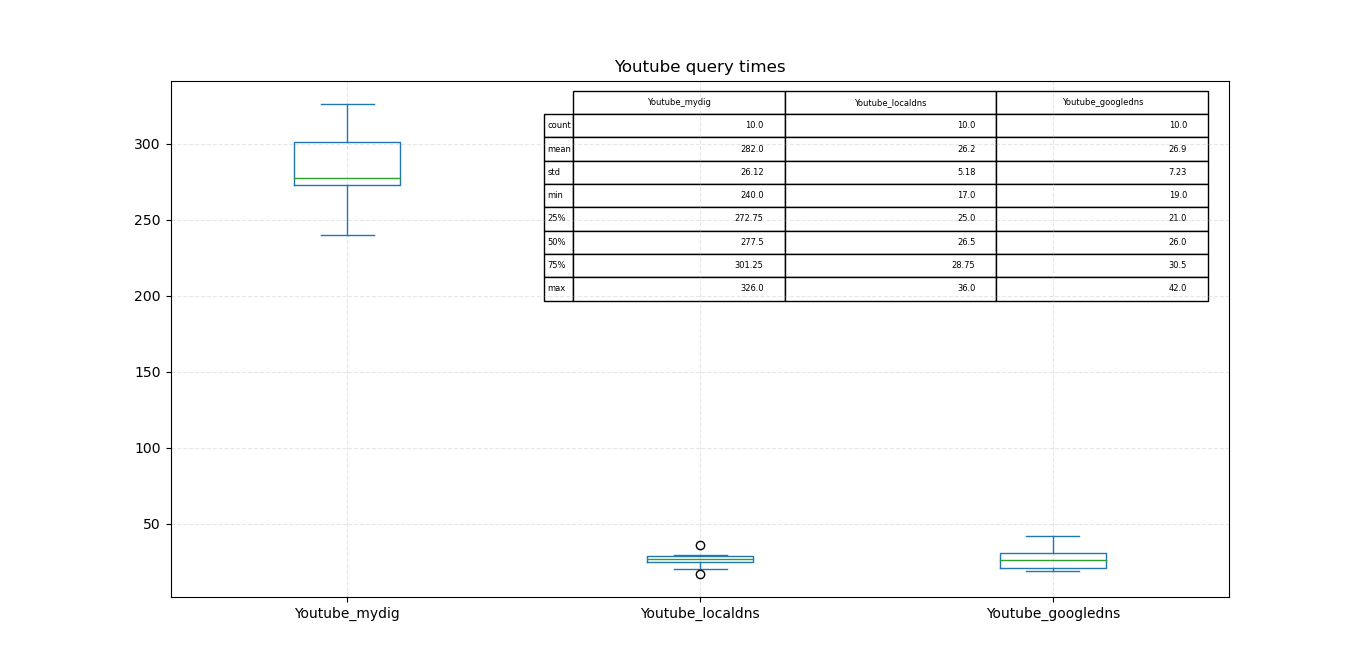 Youtube query times
Youtube_mydig Youtube_localdns Youtube_googledns
count 10.0 10.0 10.0
mean 282.0 26.2 26.9
std 26.12 5.18 7.23
min 240.0 17.0 19.0
25% 272.75 25.0 21.0
50% 277.5 26.5 26.0
75% 301.25 28.75 30.5
max 326.0 36.0 42.0
300
250
200
150
100
50
Youtube_mydig Youtube_localdns Youtube_googledns